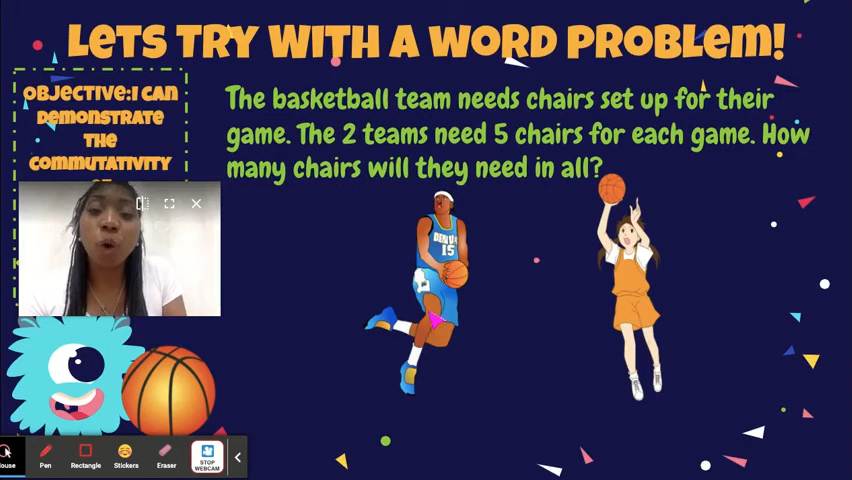 Lets try with a word problem!
Objective:I can
demonstrate
the
commutativity
The basketball team needs chairs set up for their
game. The 2 teams need 5 chairs for each game. How
many chairs will they need in all?
15
Pen
Rectangle
Stickers
Eraser
STOP
WEBCAM